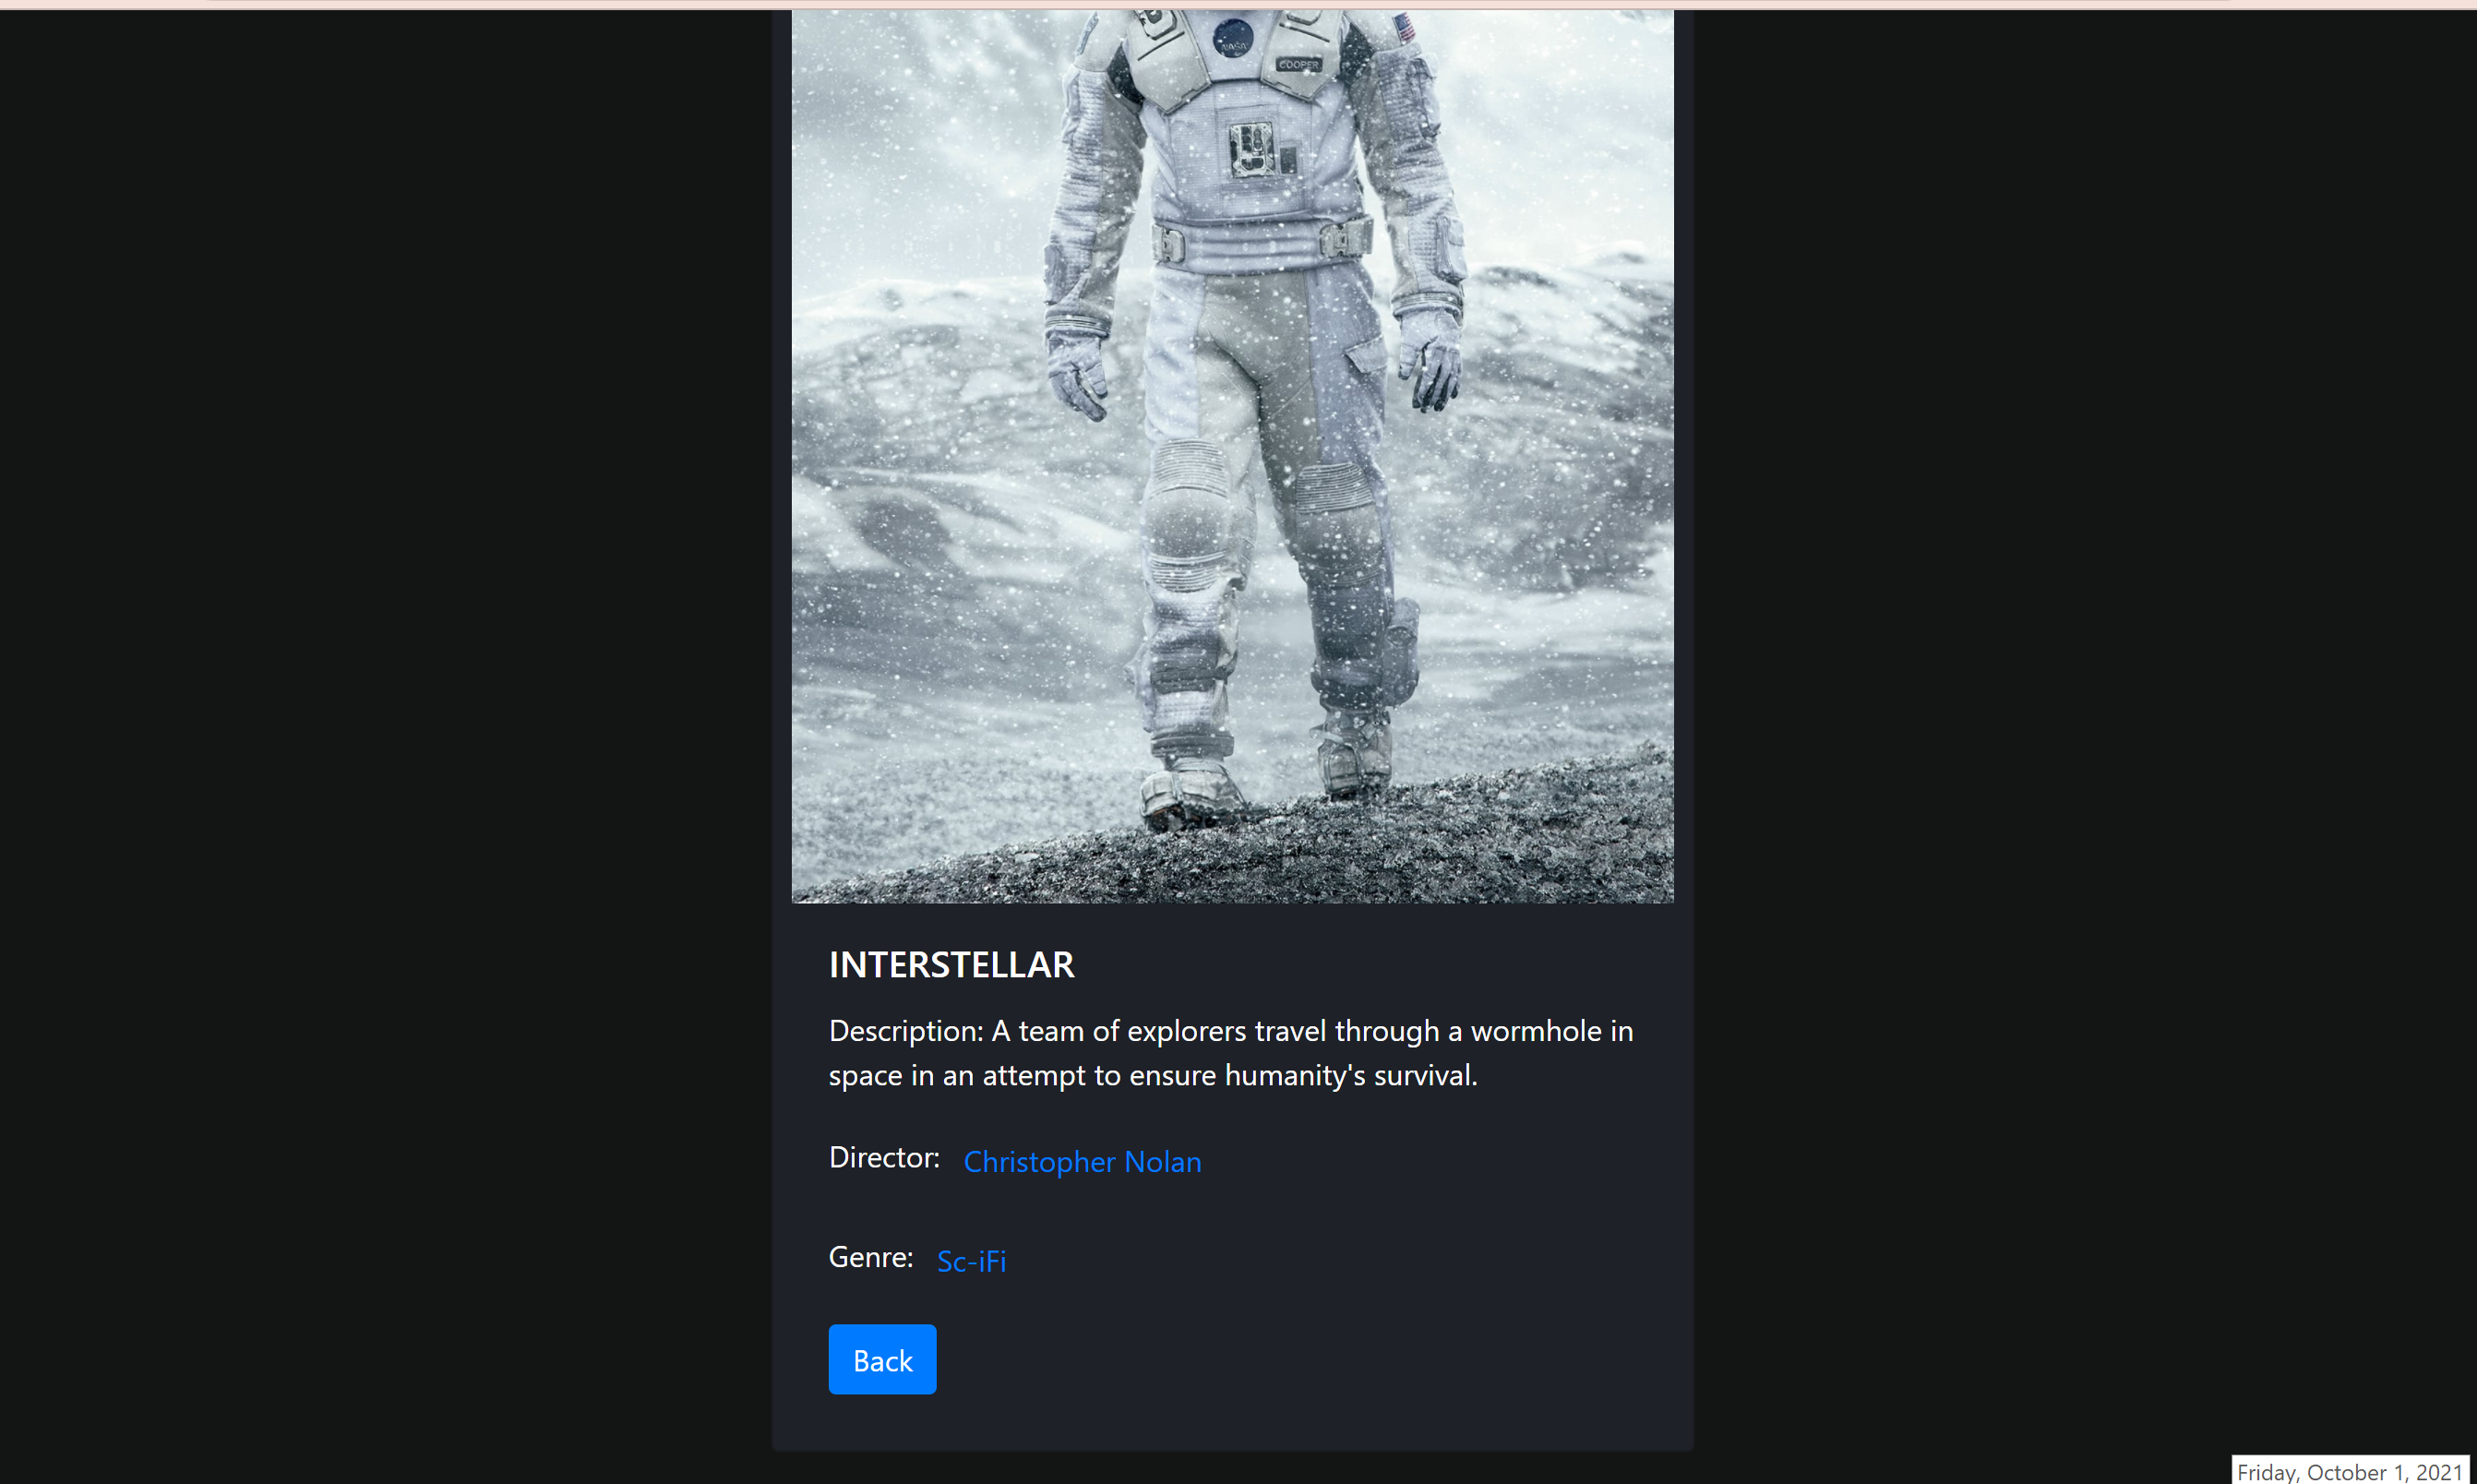 NASA
COOPER
INTERSTELLAR
Description: A team of explorers travel through a wormhole in
space in an attempt to ensure humanity's survival.
Director: Christopher Nolan
Genre: Sc-iFi
Back
Friday, October 1, 2021